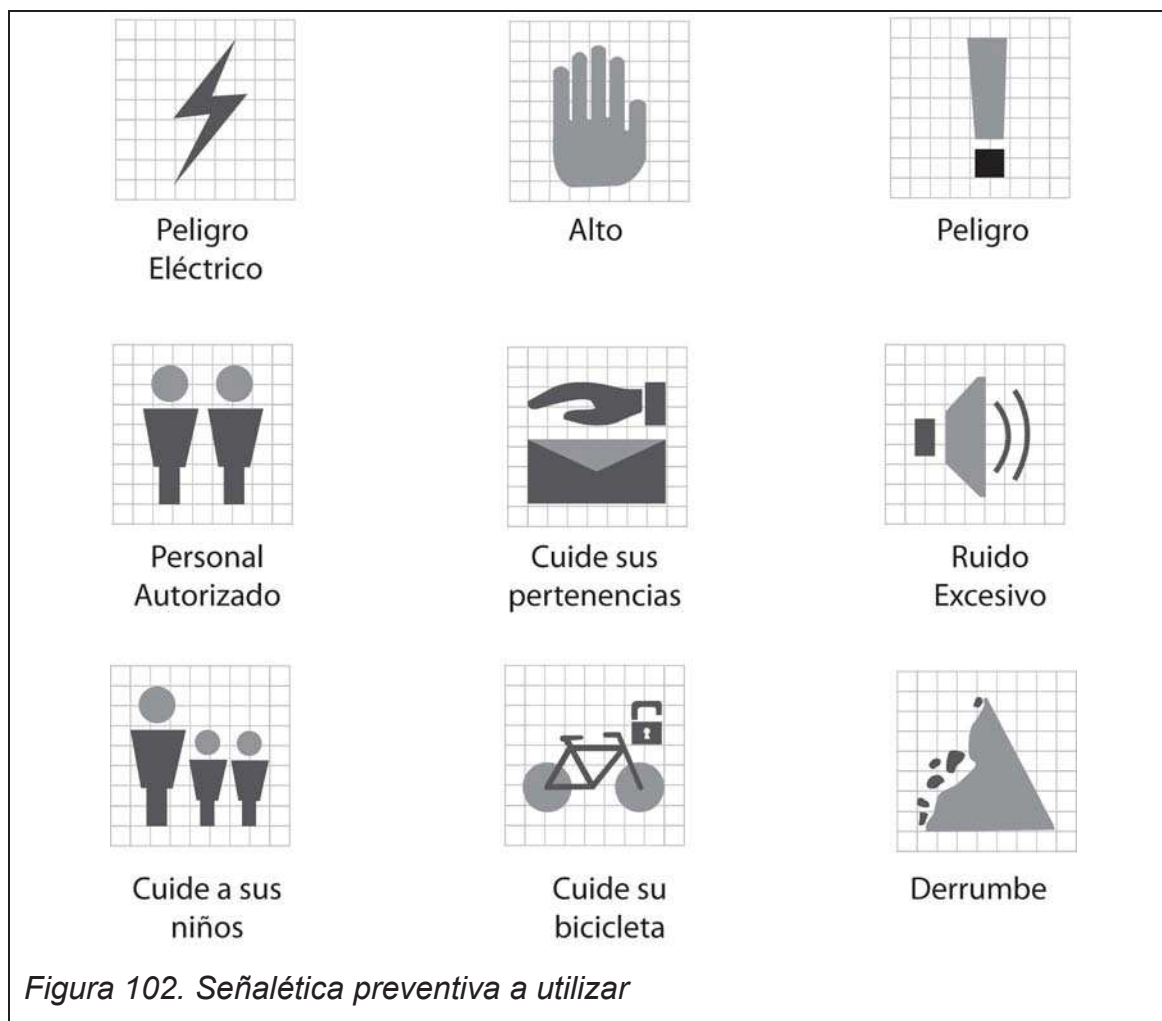 Peligro
Eléctrico
Alto
Peligro
Personal
Autorizado
Cuide sus
pertenencias
Ruido
Excesivo
Cuide a sus
niños
Cuide su
bicicleta
Derrumbe
Figura 102. Señalética preventiva a utilizar